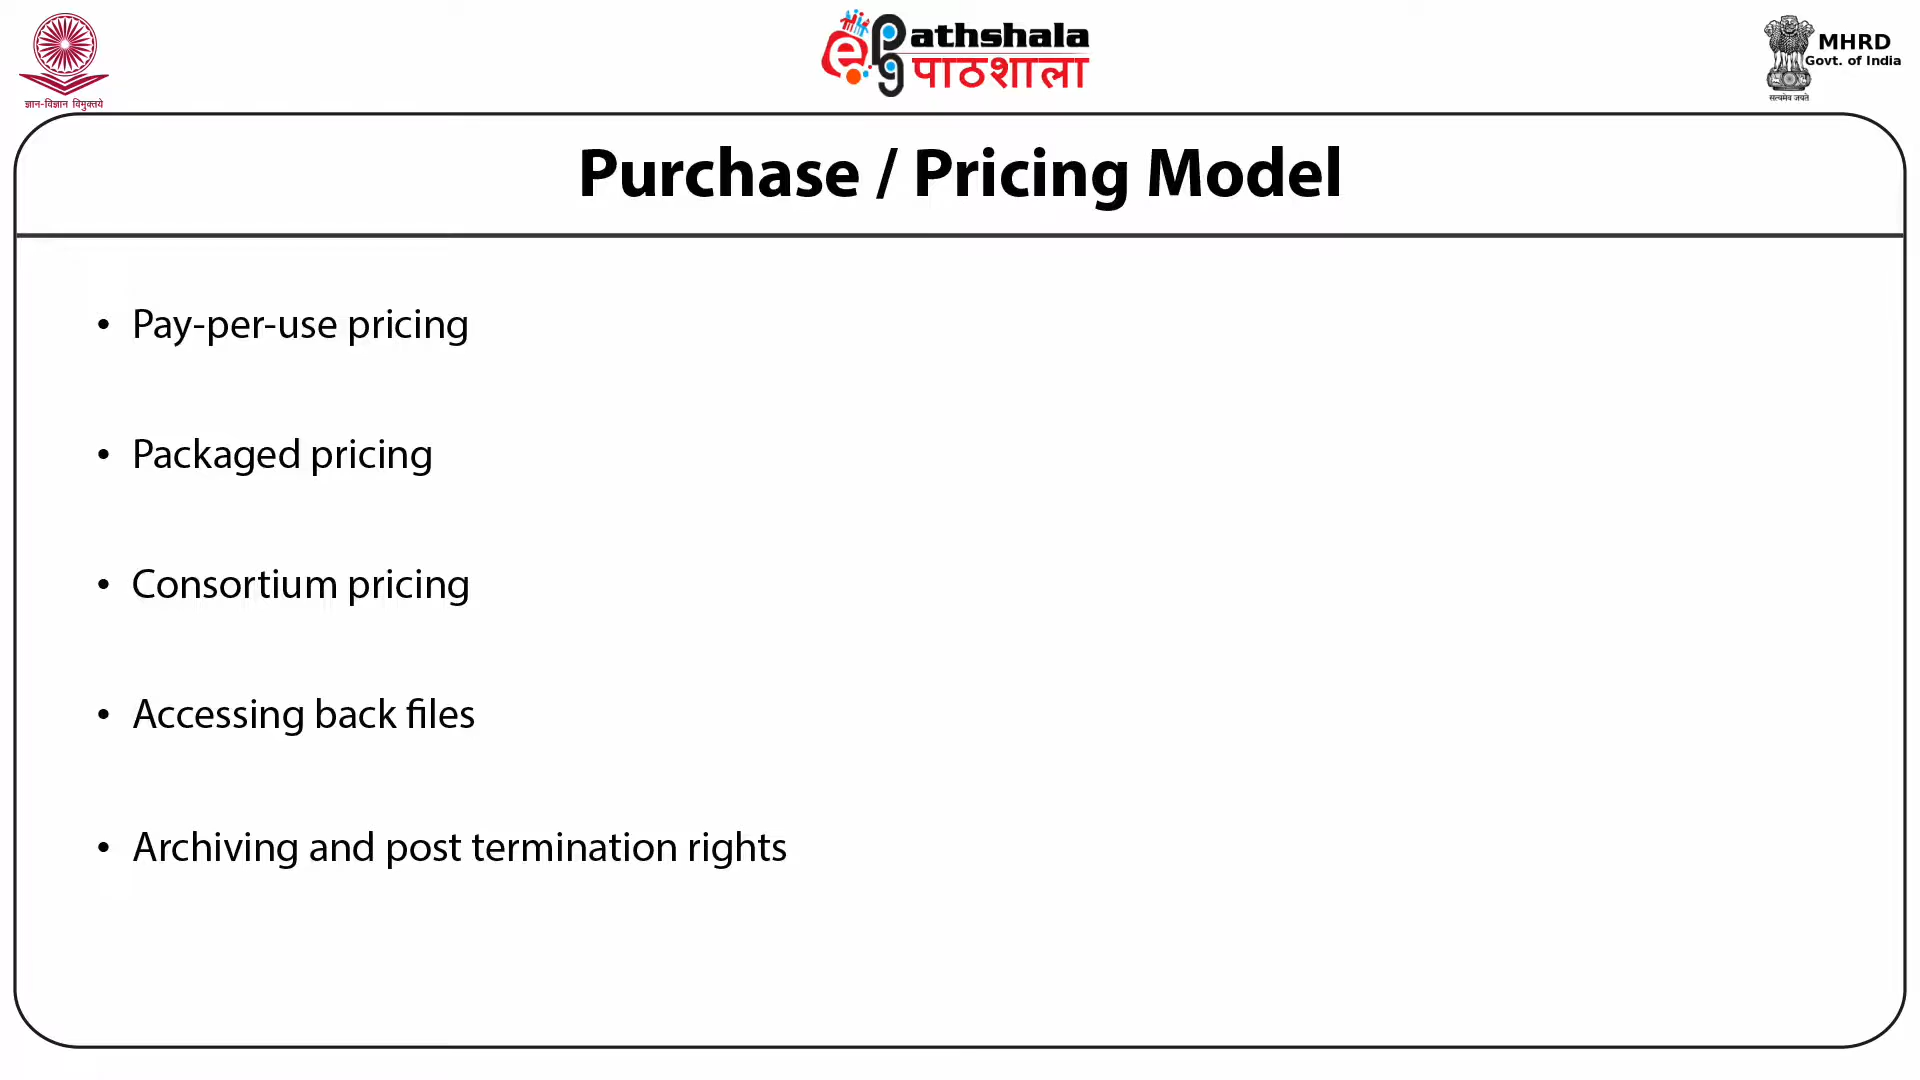 ज्ञान-विज्ञान विमुक्तये
ePg athshala
पाठशाला
MHRD
Govt. of India
सत्यमेव जयते
Purchase / Pricing Model
• Pay-per-use pricing
• Packaged pricing
• Consortium pricing
• Accessing back files
• Archiving and post termination rights